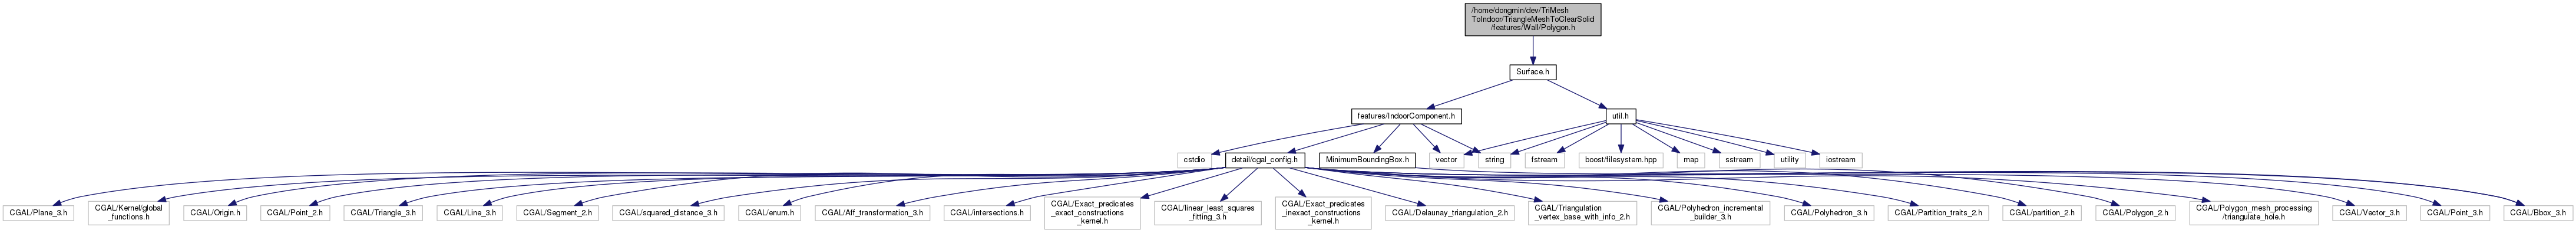 /home/dongmin/dev/TriMesh
ToIndoor/TriangleMeshToClearSolid
/features/Wall/Polygon.h
Surface.h
features/IndoorComponent.h
util.h
cstdio
detail/cgal_config.h
MinimumBoundingBox.h
vector
string
fstream
boost/filesystem.hpp
map
sstream
utility
iostream
CGAL/Plane_3.h
CGAL/Kernel/global
_functions.h
CGAL/Origin.h
CGAL/Point_2.h
CGAL/Triangle_3.h
CGAL/Line_3.h
CGAL/Segment_2.h
CGAL/squared_distance_3.h
CGAL/enum.h
CGAL/Aff_transformation_3.h
CGAL/intersections.h
CGAL/Exact_predicates
_exact_constructions
_kernel.h
CGAL/linear_least_squares
_fitting_3.h
CGAL/Exact_predicates
_inexact_constructions
_kernel.h
CGAL/Delaunay_triangulation_2.h
CGAL/Triangulation
_vertex_base_with_info_2.h
CGAL/Polyhedron_incremental
_builder_3.h
CGAL/Polyhedron_3.h
CGAL/Partition_traits_2.h
CGAL/partition_2.h
CGAL/Polygon_2.h
CGAL/Polygon_mesh_processing
/triangulate_hole.h
CGAL/Vector_3.h
CGAL/Point_3.h
CGAL/Bbox_3.h